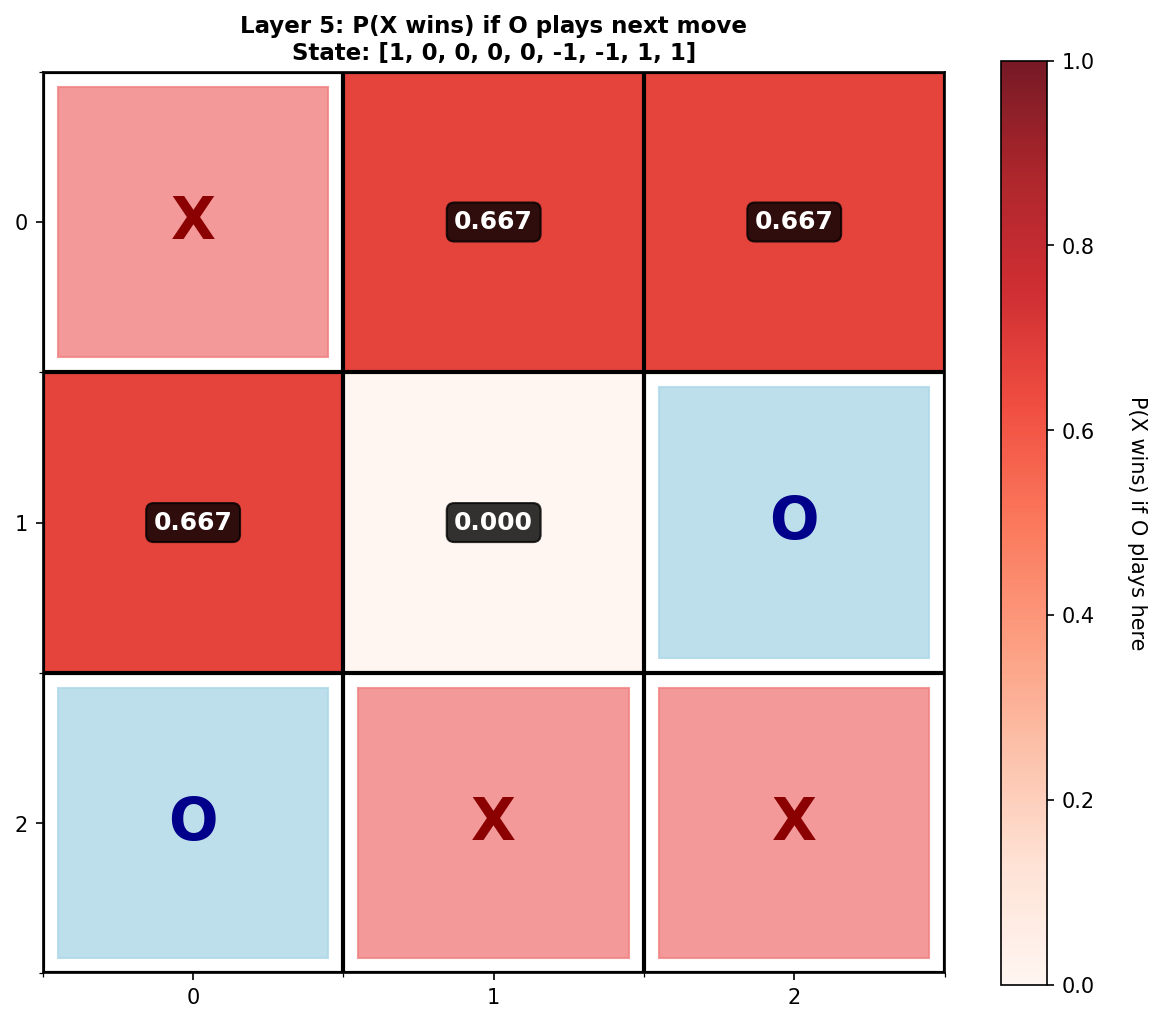 Layer 5: P(X wins) if O plays next move
State: [1, 0, 0, 0, 0, -1, -1, 1, 1]
1.0
0
X
0.667
0.667
0.8
0.6
1
0.667
0.000
O
P(X wins) if O plays here
0.4
2
O
X
X
0.2
0.0
0
1
2